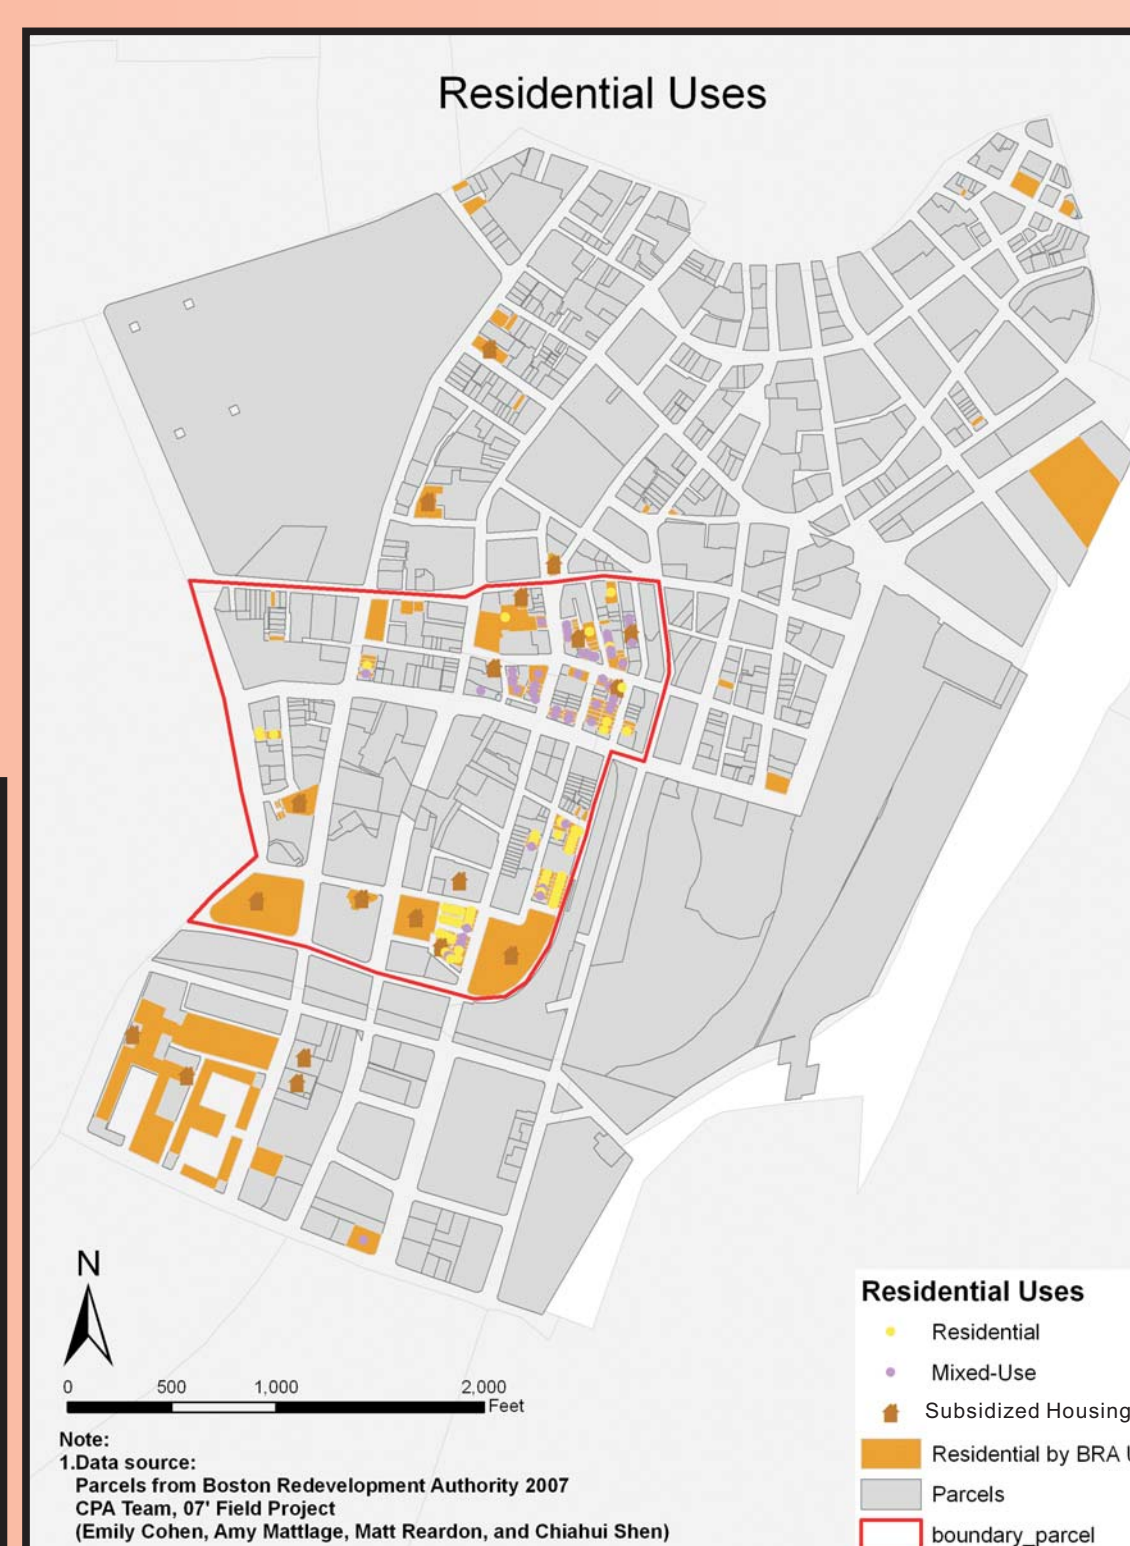 Residential Uses
N
0 500 1,000 2,000
Feet
Note:
1.Data source:
Parcels from Boston Redevelopment Authority 2007
CPA Team, 07' Field Project
(Emily Cohen, Amy Mattlage, Matt Reardon, and Chiahui Shen)
Residential Uses
Residential
Mixed-Use
Subsidized Housing
Residential by BRA
Parcels
boundary_parcel